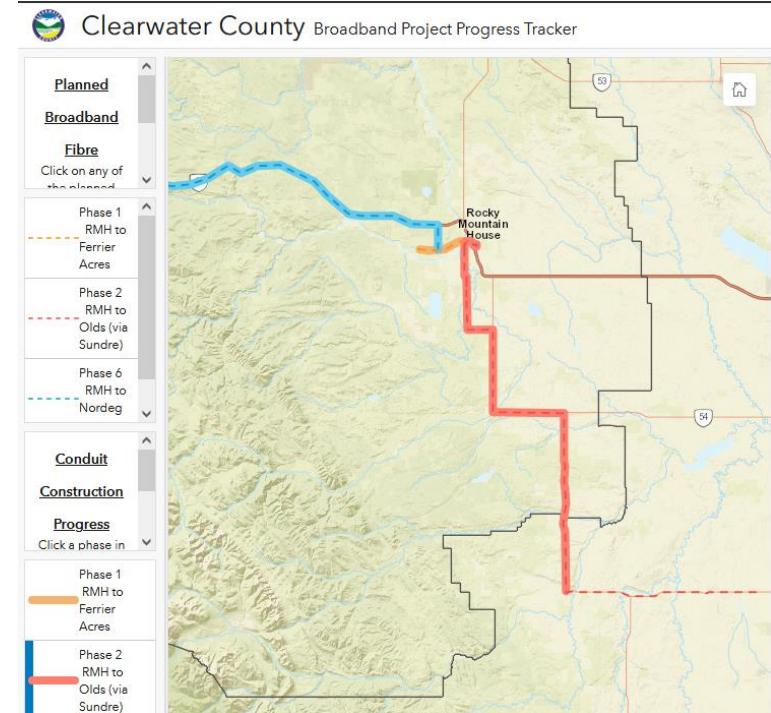 Clearwater County Broadband Project Progress Tracker
Planned
Broadband
Fibre
Click on any of
the planned
Phase 1
RMH to
Ferrier
Acres
Phase 2
RMH to
Olds (via
Sundre)
Phase 6
RMH to
Nordeg
Conduit
Construction
Progress
Click a phase in
Phase 1
RMH to
Ferrier
Acres
Phase 2
RMH to
Olds (via
Sundre)
53
Rocky
Mountain
House
54